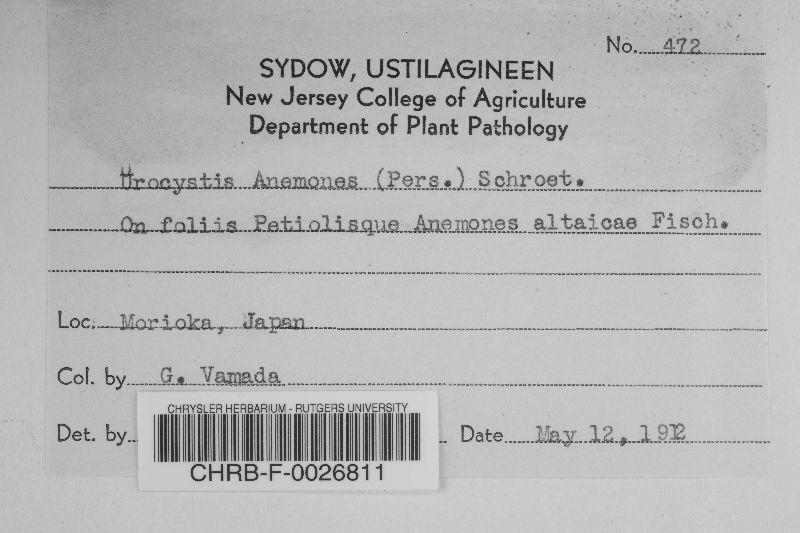 No. 472
SYDOW, USTILAGINEEN
New Jersey College of Agriculture
Department of Plant Pathology
Urocystis Anemones (Pers.) Schroet.
On foliis Petiolisque Anemones altaicae Fisch.
Loc. Morioka, Japan
Col. by G. Vamada
Det. by
Date May 12, 1912
CHRYSLER HERBARIUM - RUTGERS UNIVERSITY
CHRB-F-0026811